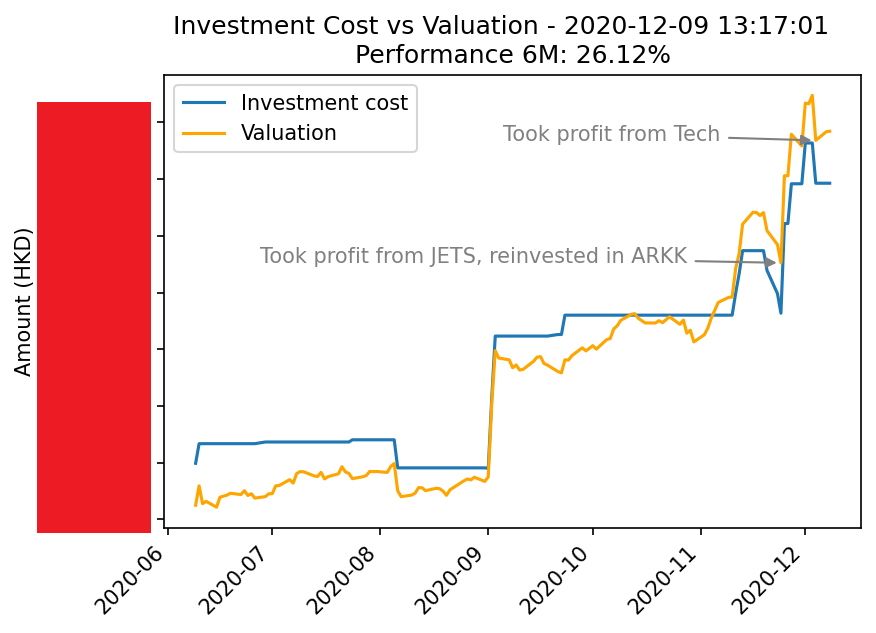 Investment Cost vs Valuation - 2020-12-09 13:17:01
Performance 6M: 26.12%
Investment cost
Valuation
Took profit from Tech
Took profit from JETS, reinvested in ARKK
Amount (HKD)
2020-06
2020-07
2020-08
2020-09
2020-10
2020-11
2020-12